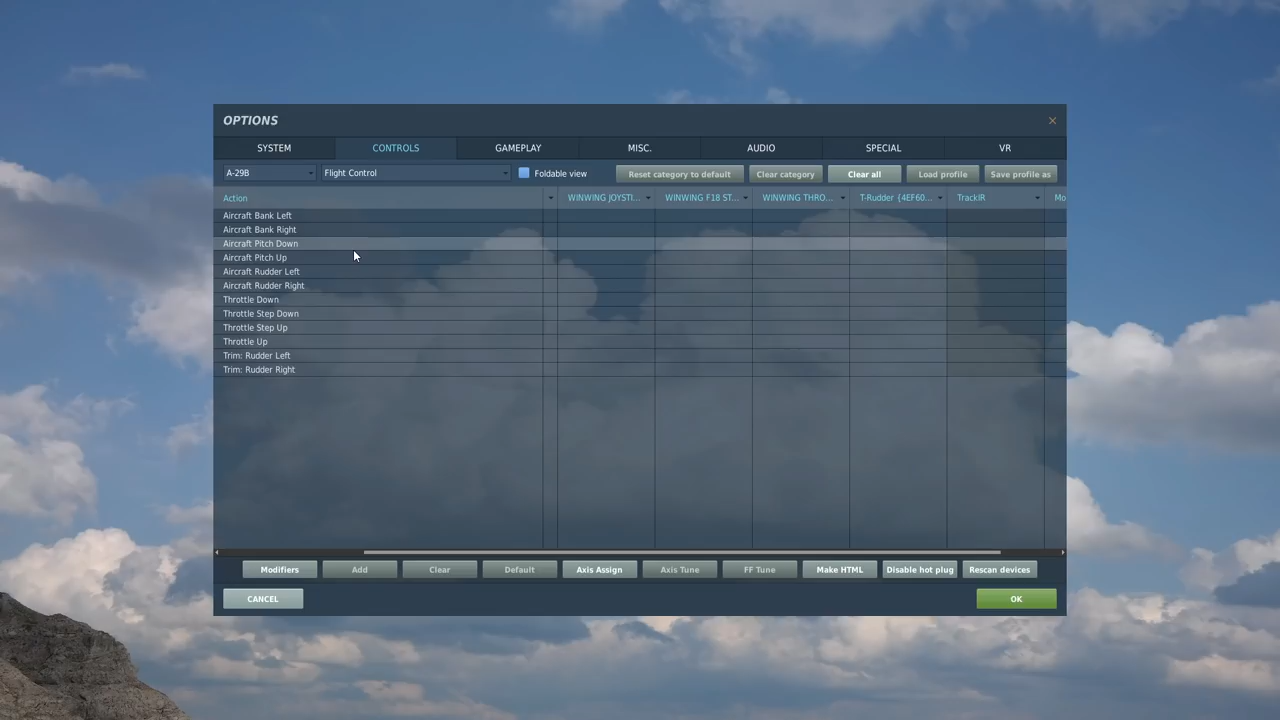 OPTIONS
SYSTEM CONTROLS GAMEPLAY MISC. AUDIO SPECIAL VR
A-29B Flight Control Foldable view Reset category to default Clear category Clear all Load profile Save profile as
Action WINWING JOYSTI... WINWING F18 ST... WINWING THRO... T-Rudder {4EF60... TrackIR Mo
Aircraft Bank Left
Aircraft Bank Right
Aircraft Pitch Down
Aircraft Pitch Up
Aircraft Rudder Left
Aircraft Rudder Right
Throttle Down
Throttle Step Down
Throttle Step Up
Throttle Up
Trim: Rudder Left
Trim: Rudder Right
Modifiers Add Clear Default Axis Assign Axis Tune FF Tune Make HTML Disable hot plug Rescan devices
CANCEL OK